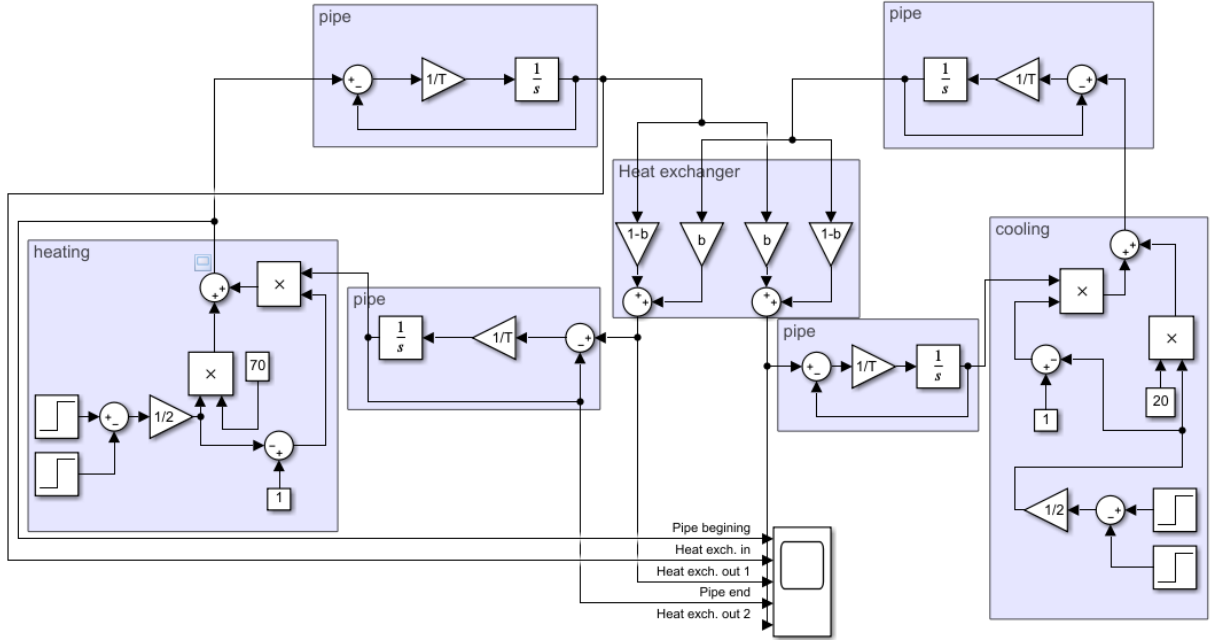 pipe
pipe
+
−
1/T
1
s
1
s
1/T
−
+
Heat exchanger
1-b
b
b
1-b
+
+
+
+
heating
×
+
+
×
70
+
−
1/2
−
+
1
pipe
1
s
1/T
−
+
pipe
+
−
1/T
1
s
cooling
+
+
×
×
+
−
1
20
1/2
−
+
Pipe begining
Heat exch. in
Heat exch. out 1
Pipe end
Heat exch. out 2